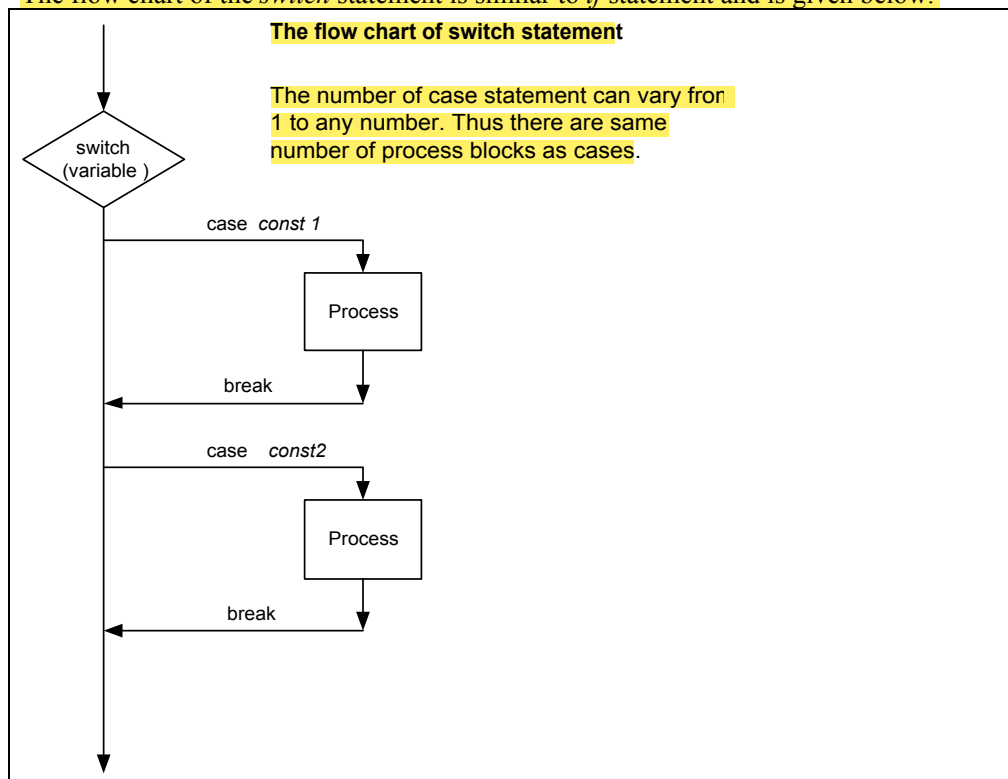 The flow chart of the switch statement is similar to if statement and is given below.
The flow chart of switch statement
The number of case statement can vary from
1 to any number. Thus there are same
number of process blocks as cases.
switch
(variable )
case const 1
Process
break
case const2
Process
break